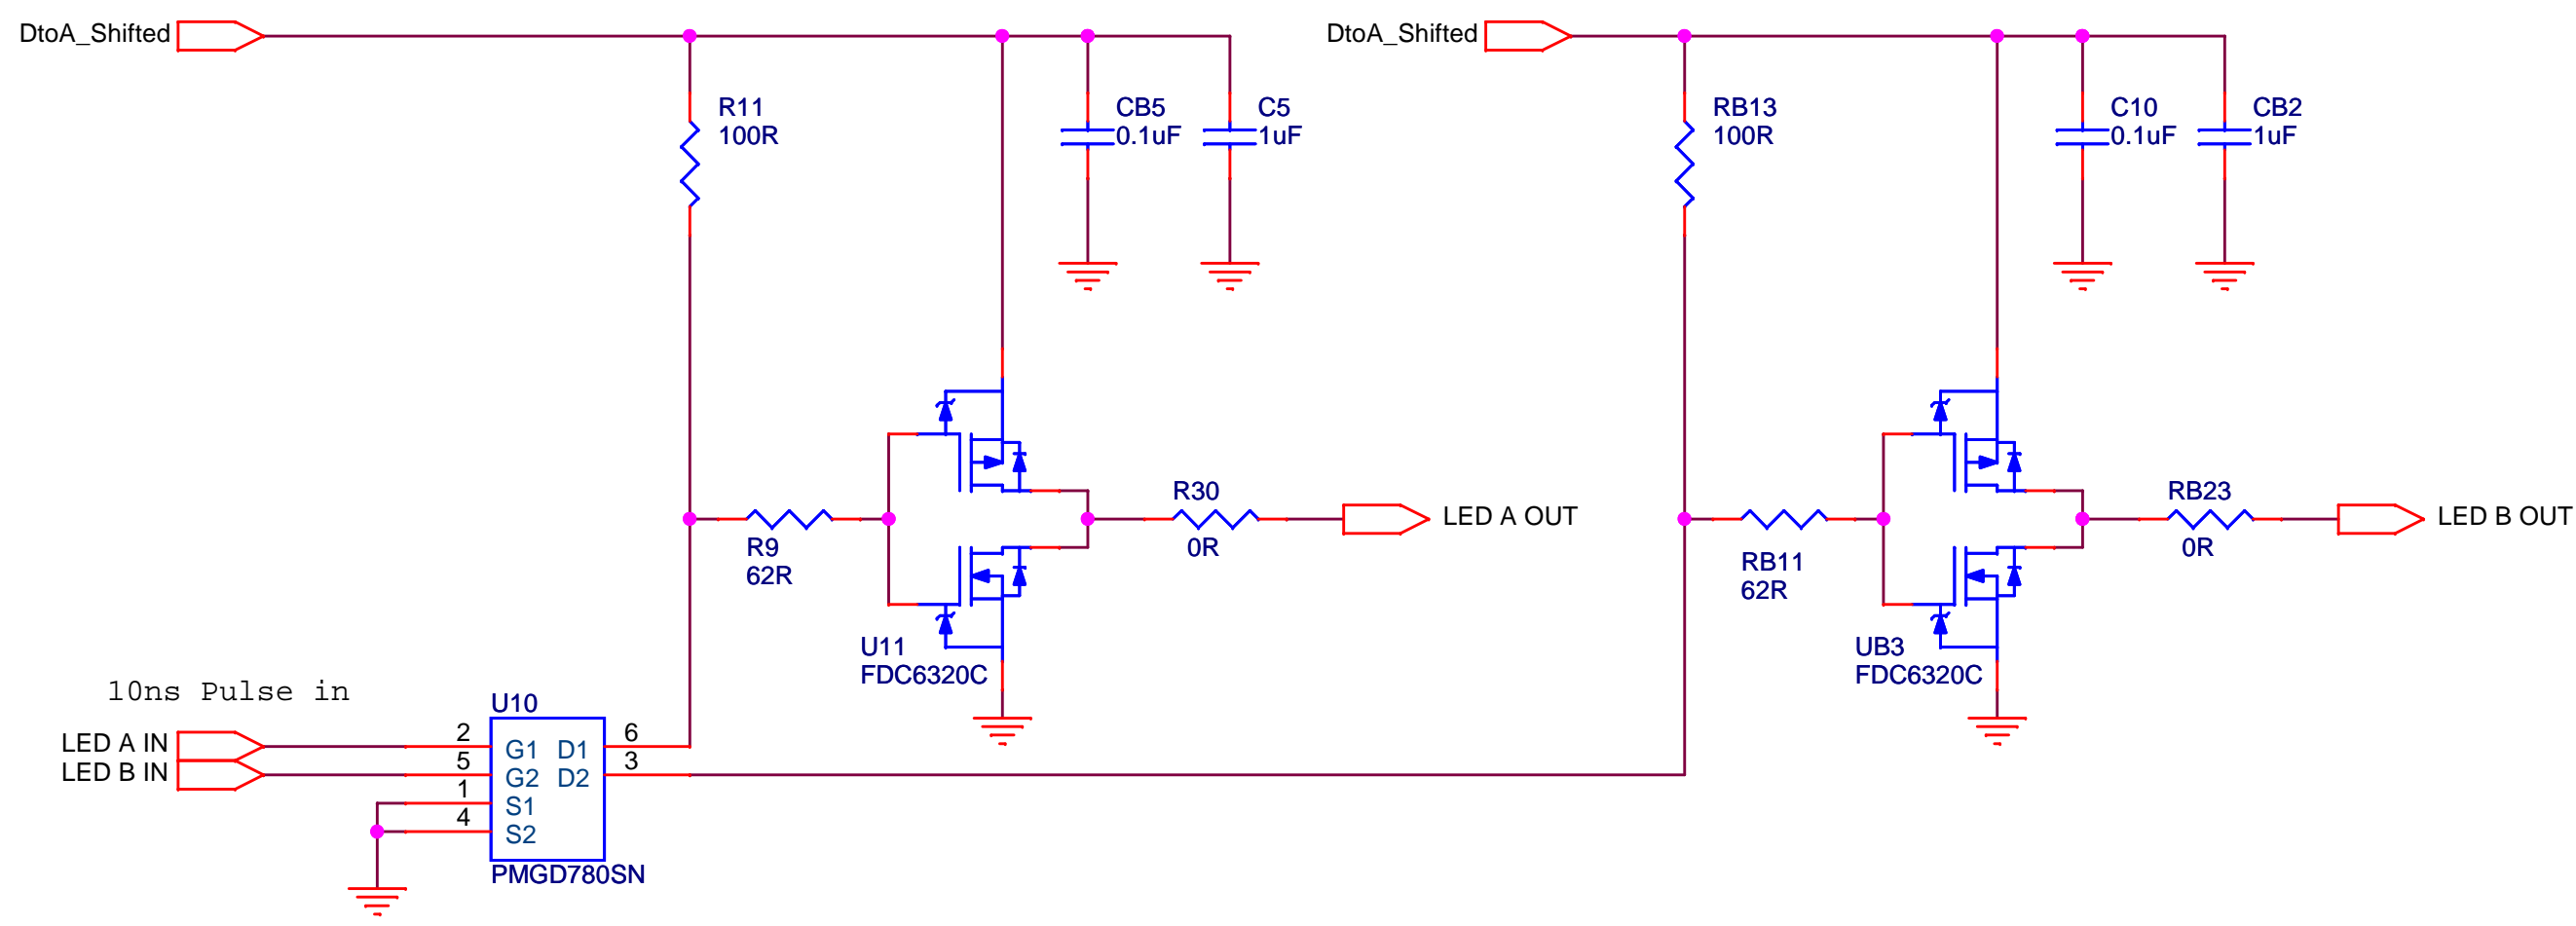 DtoA_Shifted
DtoA_Shifted
R11
100R
CB5
0.1uF
C5
1uF
RB13
100R
C10
0.1uF
CB2
1uF
R9
62R
R30
0R
LED A OUT
RB11
62R
RB23
0R
LED B OUT
U11
FDC6320C
UB3
FDC6320C
10ns Pulse in
LED A IN
LED B IN
U10
2
5
1
4
G1 D1
G2 D2
S1
S2
6
3
PMGD780SN